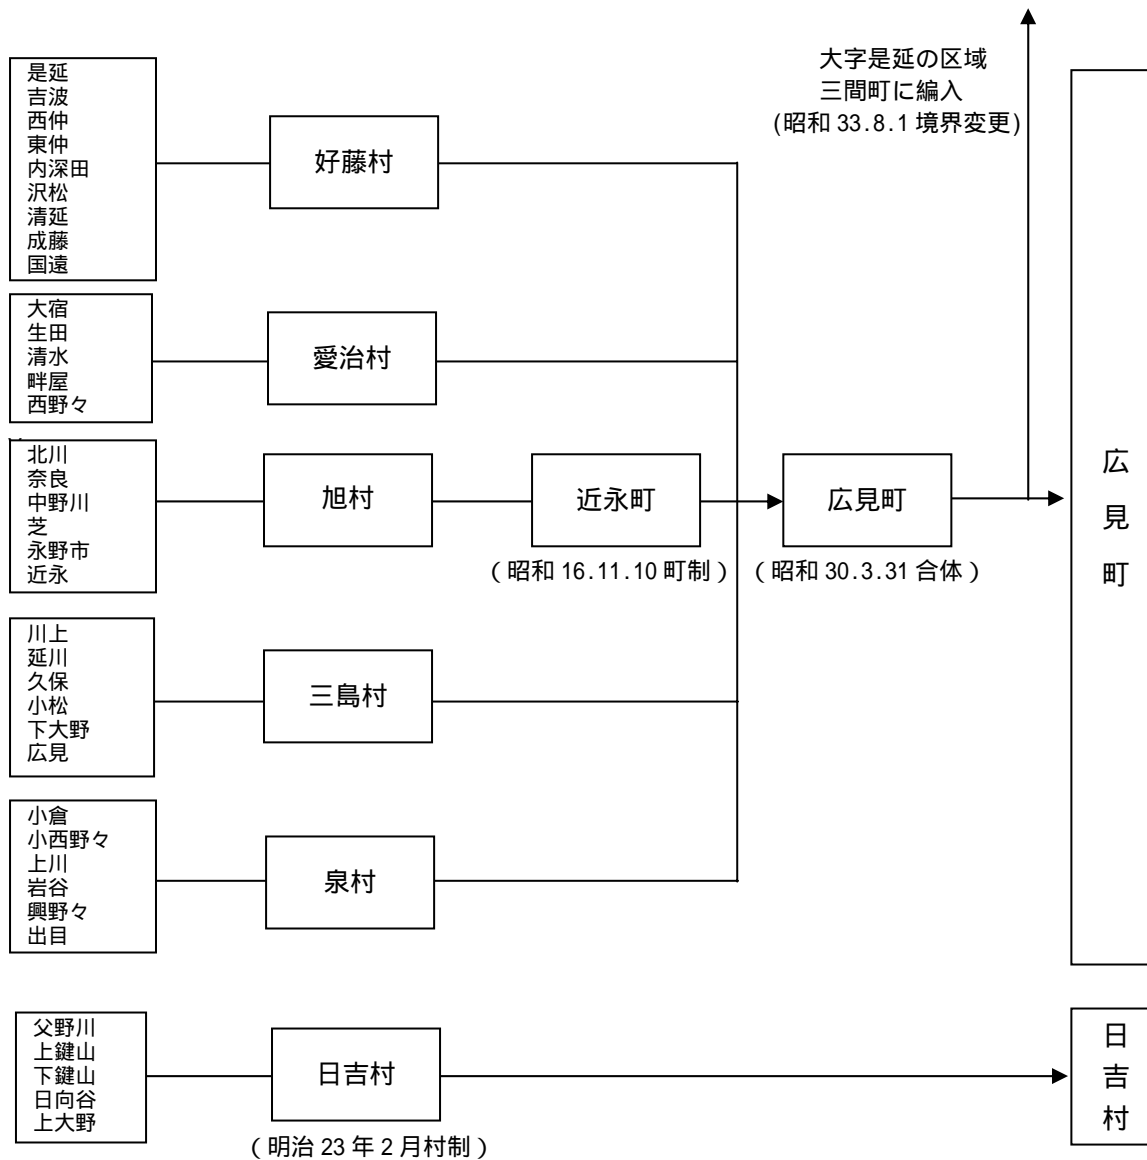 大字是延の区域
三間町に編入
(昭和 33.8.1 境界変更)
是延
吉波
西仲
東仲
内深田
沢松
清延
成藤
国遠
好藤村
大宿
生田
清水
畔屋
西野々
愛治村
北川
奈良
中野川
芝
永野市
近永
旭村
近永町
(昭和 16.11.10 町制)
広見町
(昭和 30.3.31 合体)
川上
延川
久保
小松
下大野
広見
三島村
小倉
小西野々
上川
岩谷
興野々
出目
泉村
広見町
父野川
上鍵山
下鍵山
日向谷
上大野
日吉村
(明治 23 年 2 月村制)
日吉村